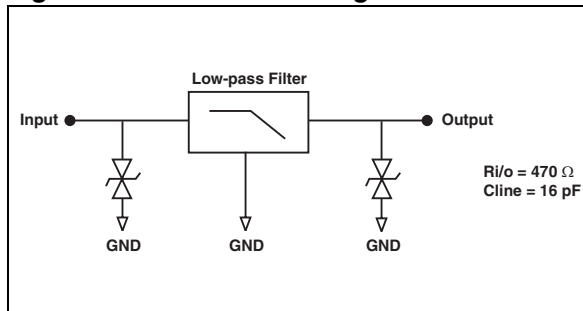 Low-pass Filter
Input
Output
Ri/o = 470 Ω
Cline = 16 pF
GND
GND
GND